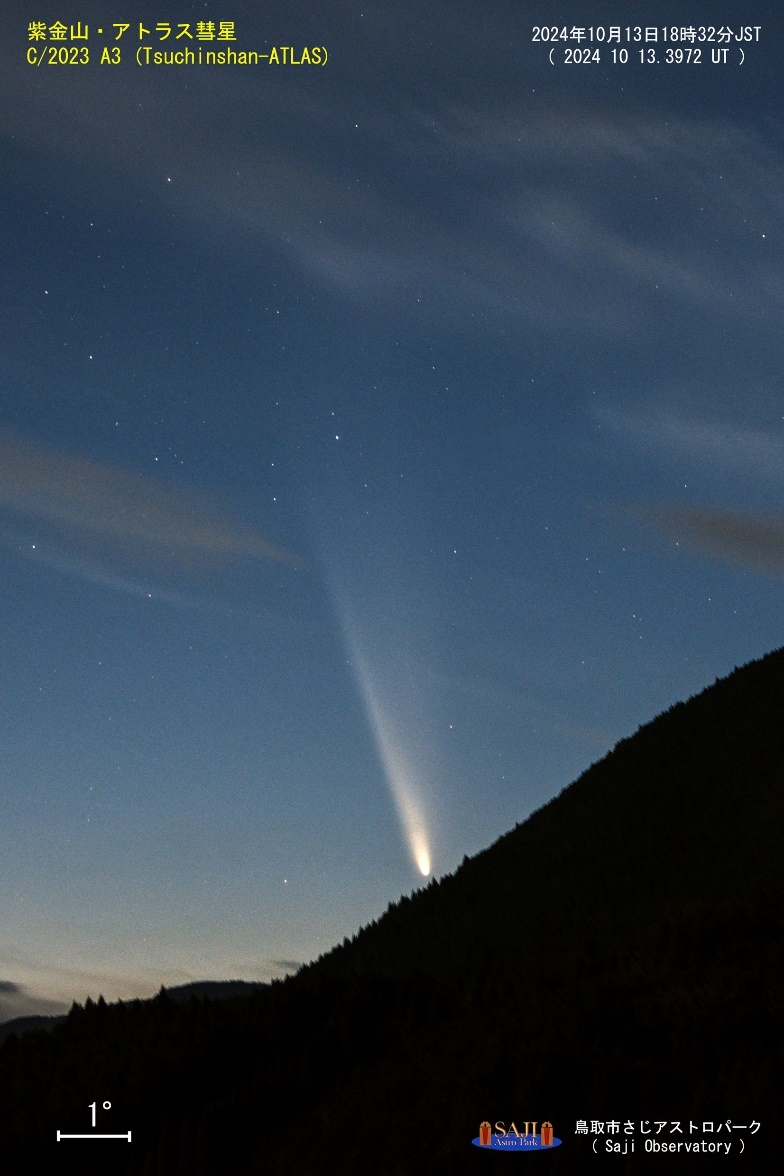 紫金山・アトラス彗星
C/2023 A3 (Tsuchinshan-ATLAS)
2024年10月13日18時32分JST
( 2024 10 13.3972 UT )
1°
SAJI
Astro Park
鳥取市さじアストロパーク
( Saji Observatory )